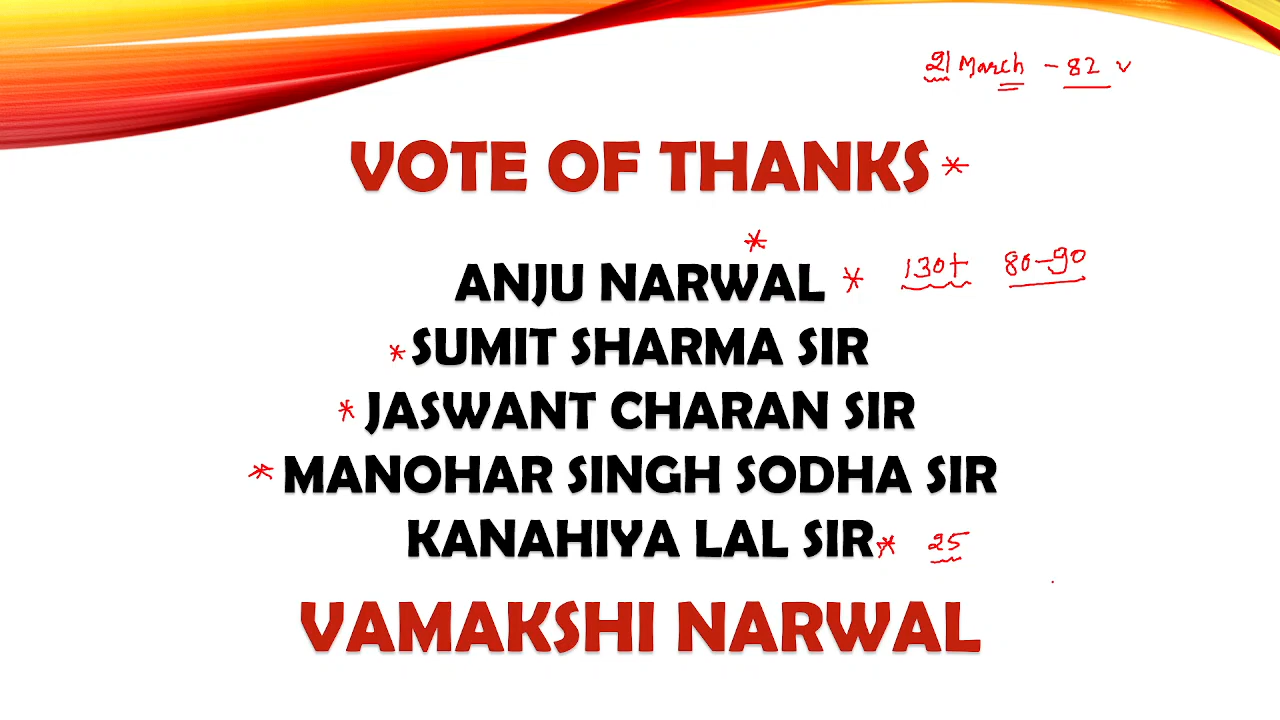 21 March - 82 v
VOTE OF THANKS *
*
ANJU NARWAL * 130+ 80-90
* SUMIT SHARMA SIR
* JASWANT CHARAN SIR
* MANOHAR SINGH SODHA SIR
KANAHIYA LAL SIR * 25
VAMAKSHI NARWAL